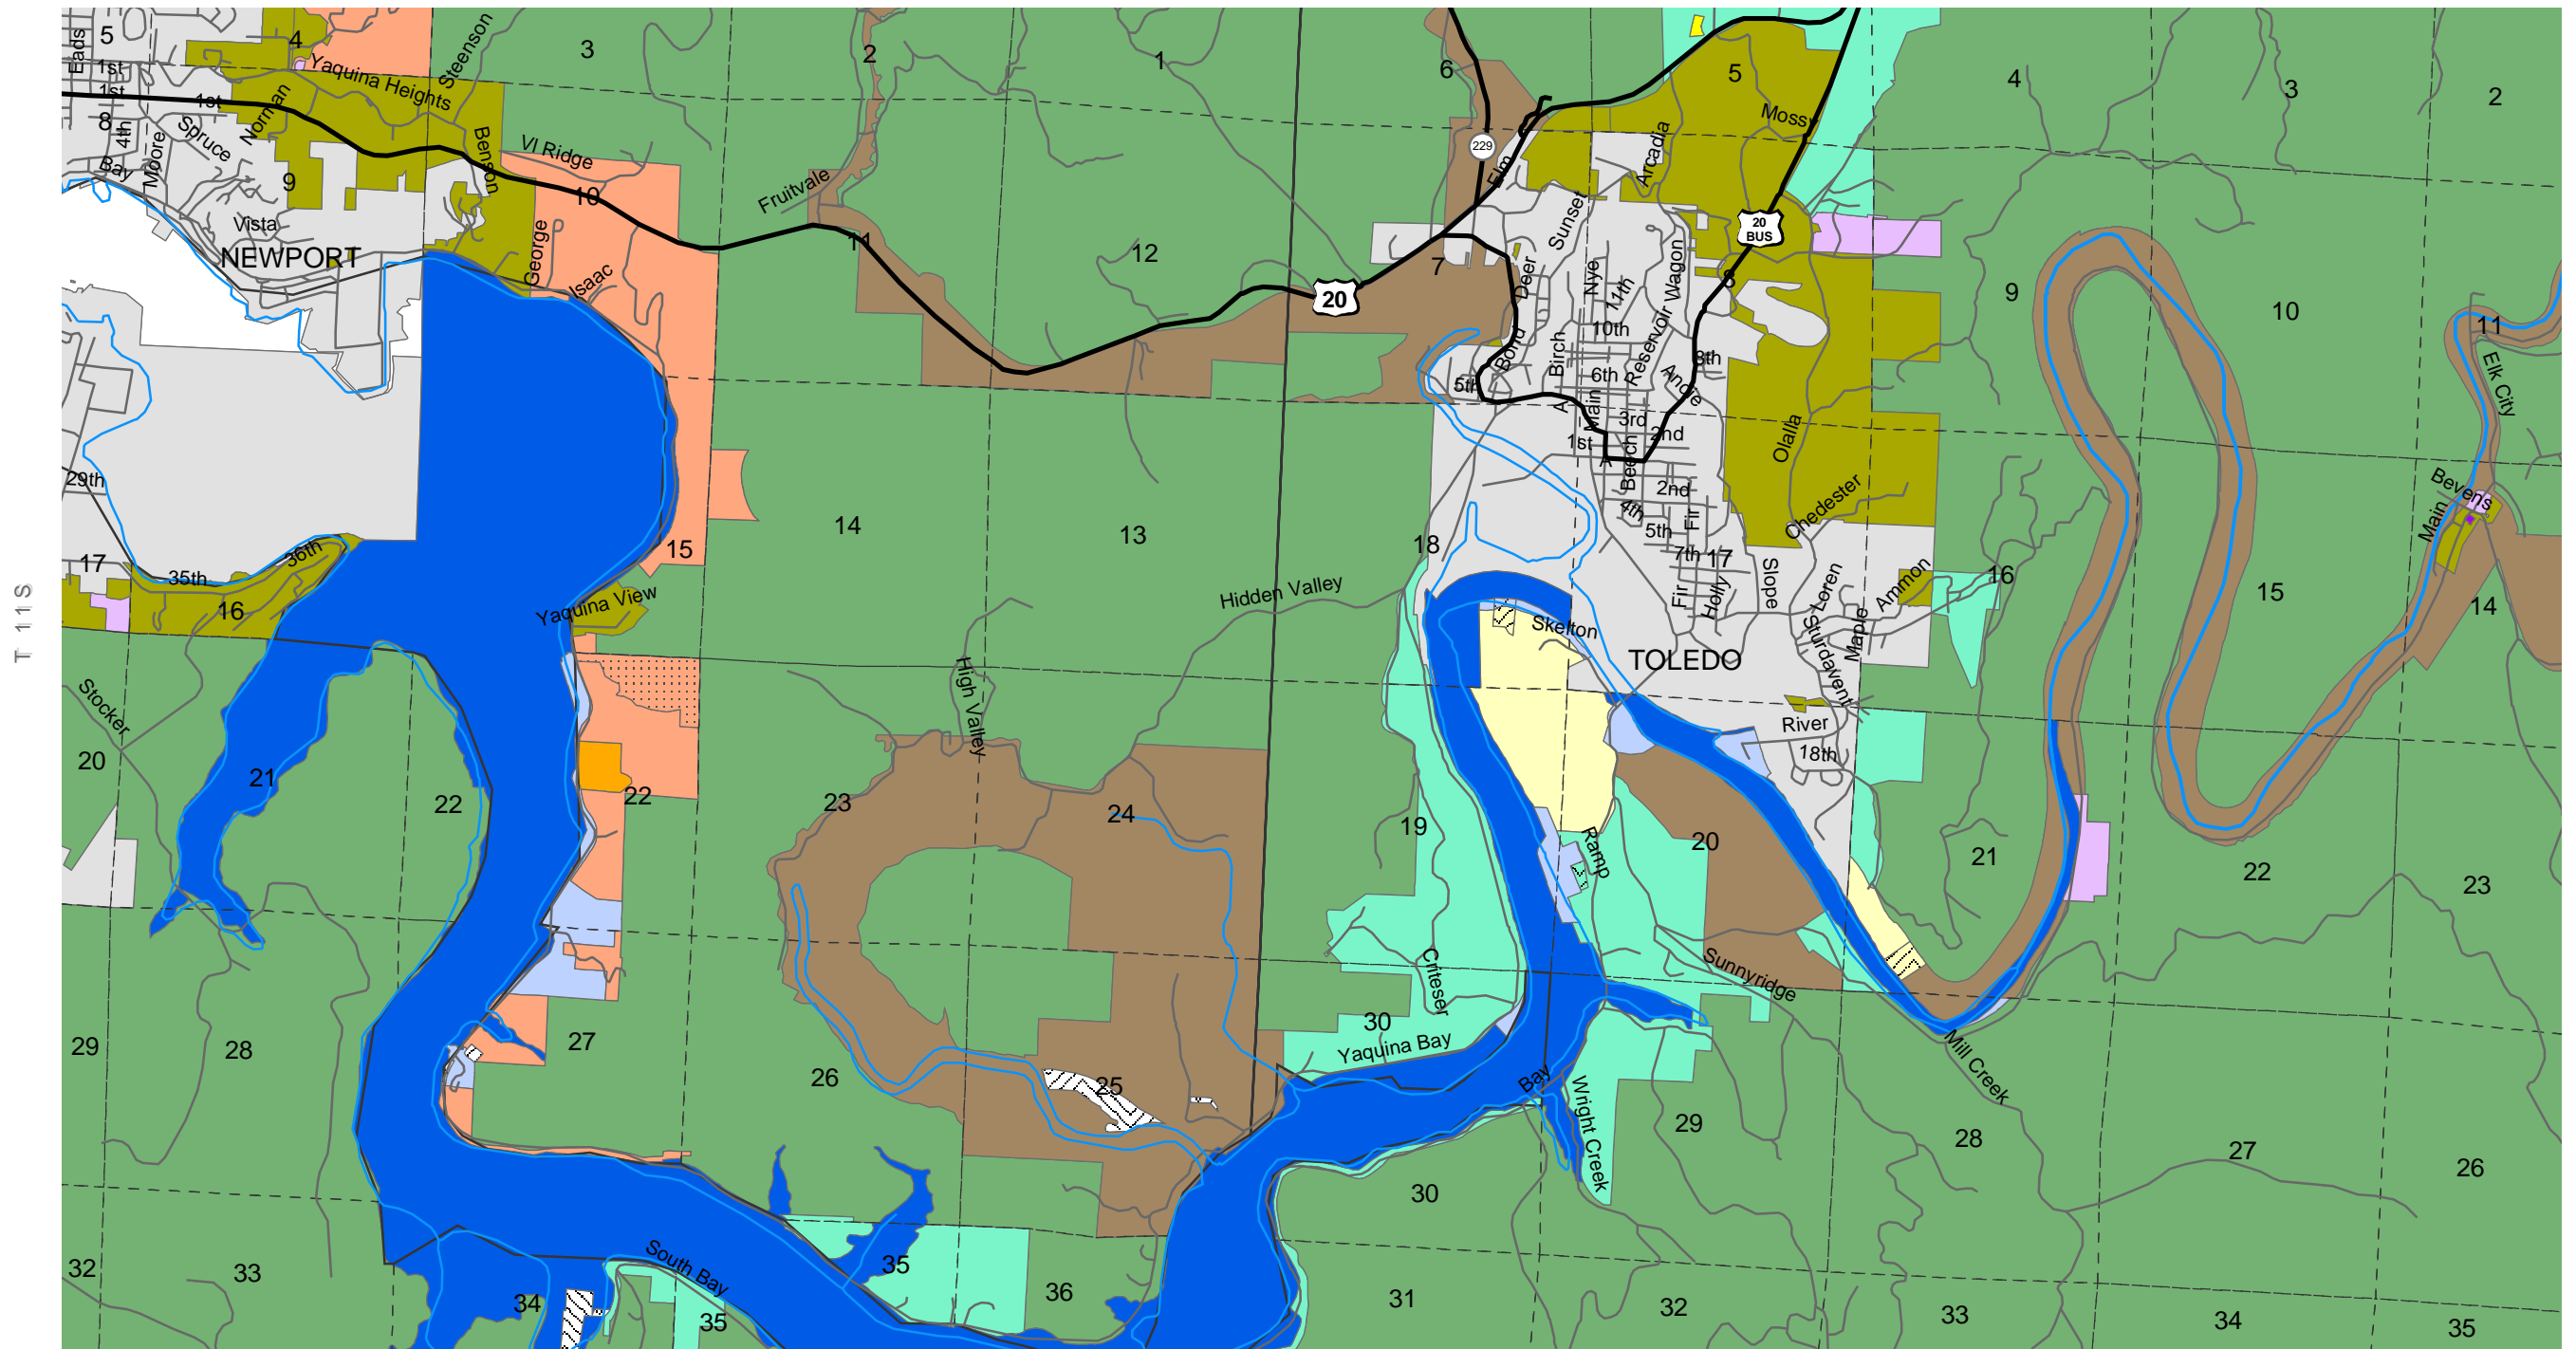 Eads
5
4
Steenson
3
2
1
6
5
4
3
2
1st
Yaquina Heights
1st
1st
Norman
Mossy
8
4th
Moore
Spruce
Benson
VI Ridge
229
Elm
Arcadia
Bay
9
10
Fruitvale
Vista
NEWPORT
George
Isaac
11
12
7
Sunset
20
BUS
20
Deer
Nye
11th
Wagon
8
9
10
11
Bond
Birch
10th
Reservoir
8th
Elk City
5th
6th
Angie
A
Main
3rd
1st
2nd
A
Beech
Olalla
29th
2nd
4th
Fir
5th
Chedester
Bevens
Main
14
13
18
15
7th
17
17
36th
35th
16
Yaquina View
Hidden Valley
Fir
Holly
Slope
Loren
Ammon
16
15
14
T 11S
Skelton
Sturdavent
Maple
TOLEDO
Stocker
High Valley
River
18th
20
21
22
22
23
24
19
Ramp
20
21
22
23
Critieser
Sunnyridge
29
28
27
26
25
30
Yaquina Bay
Bay
Wright Creek
29
Mill Creek
28
27
26
30
32
33
34
South Bay
35
35
36
31
32
33
34
35